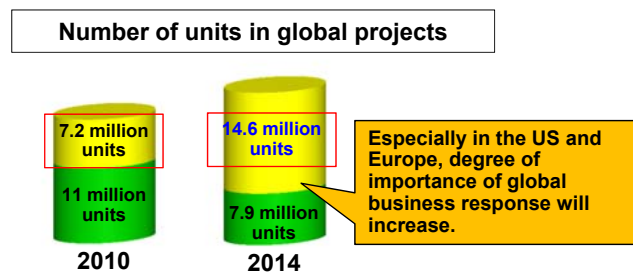 Number of units in global projects
7.2 million
units
11 million
units
2010
14.6 million
units
7.9 million
units
2014
Especially in the US and
Europe, degree of
importance of global
business response will
increase.